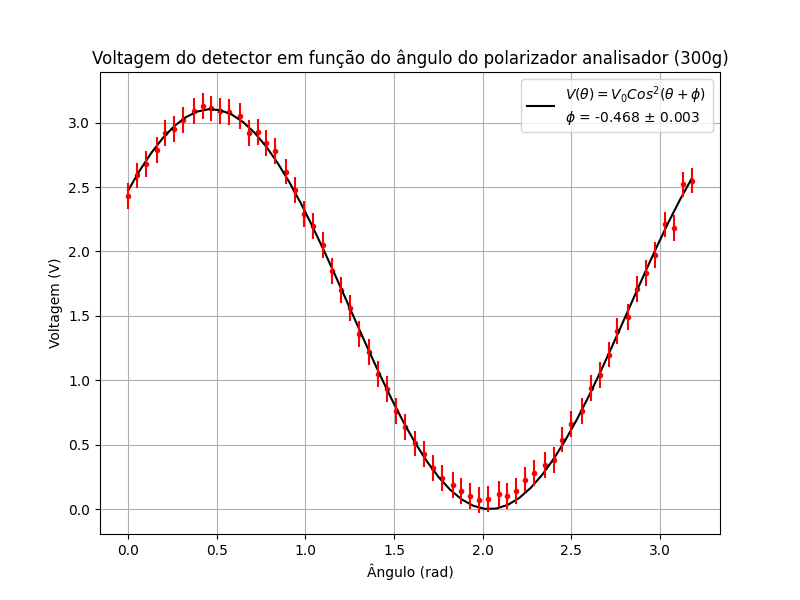 Voltagem do detector em função do ângulo do polarizador analisador (300g)
V(θ) = V₀Cos²(θ + ϕ)
ϕ = -0.468 ± 0.003
Voltagem (V)
3.0
2.5
2.0
1.5
1.0
0.5
0.0
0.0 0.5 1.0 1.5 2.0 2.5 3.0
Ângulo (rad)